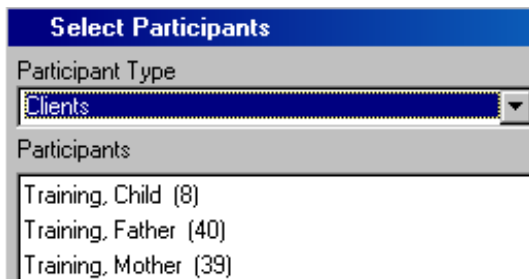 Select Participants
Participant Type
Clients
Participants
Training, Child (8)
Training, Father (40)
Training, Mother (39)